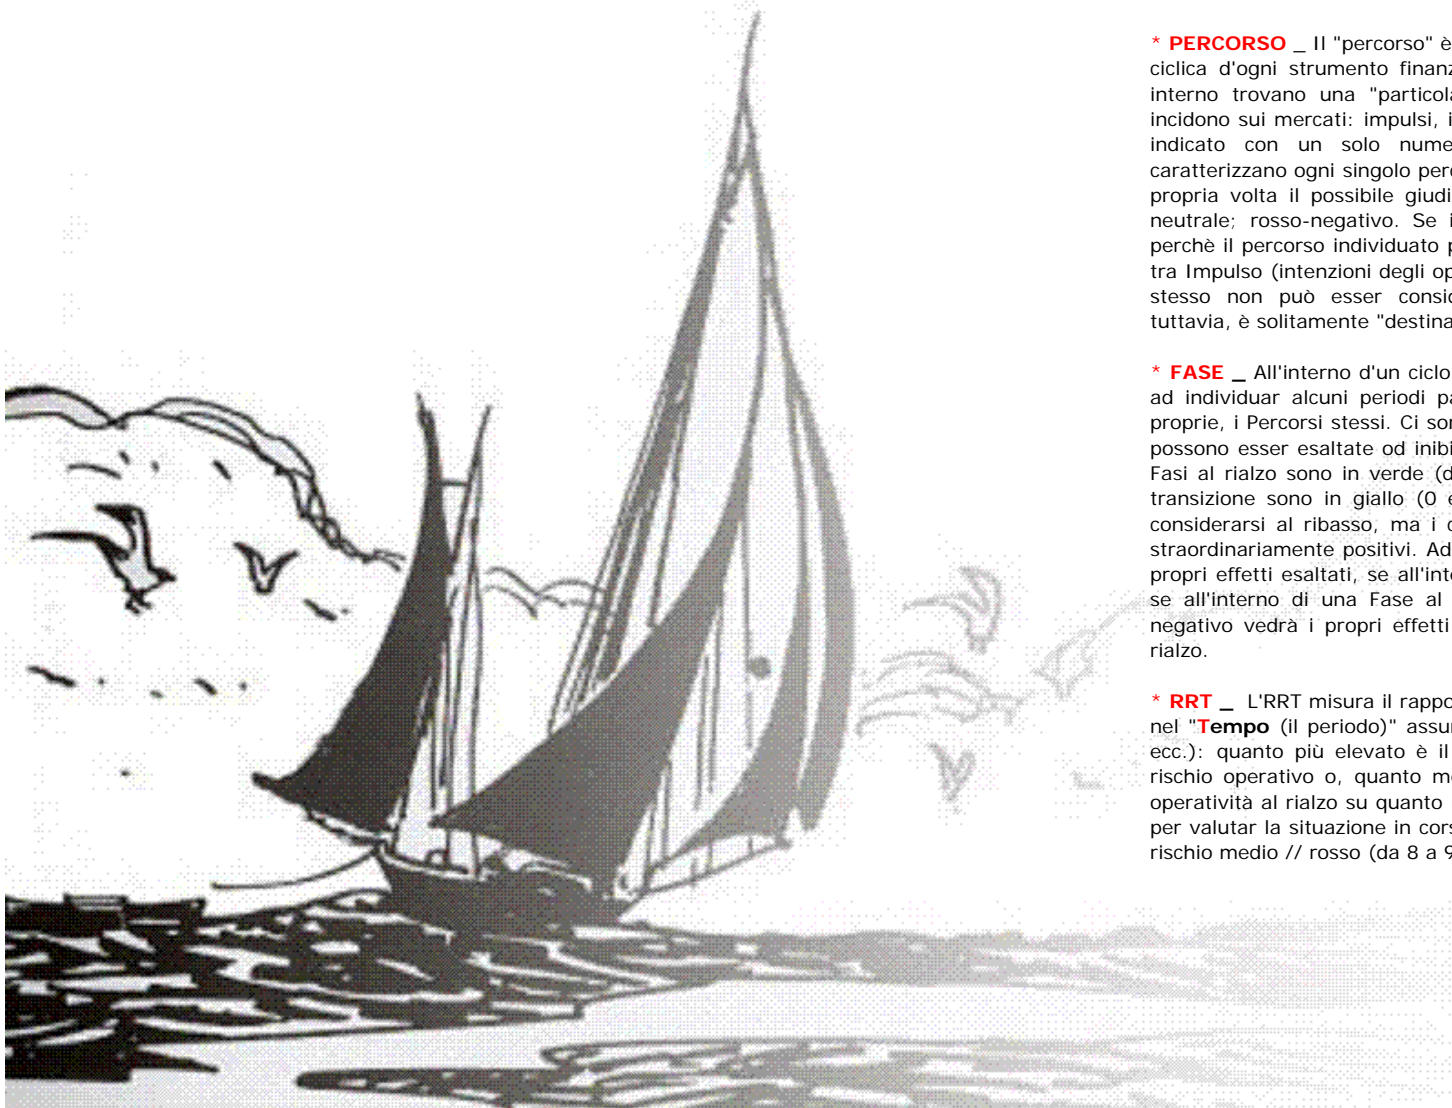 * PERCORSO _ Il "percorso" è
ciclica d'ogni strumento finanz
interno trovano una "particola
incidono sui mercati: impulsi, i
indicato con un solo nume
caratterizzano ogni singolo perc
propria volta il possibile giudi
neutrale; rosso-negativo. Se i
perchè il percorso individuato p
tra Impulso (intenzioni degli op
stesso non può esser consid
tuttavia, è solitamente "destina
* FASE _ All'interno d'un ciclo
ad individuar alcuni periodi pa
proprie, i Percorsi stessi. Ci son
possono esser esaltate od inibi
Fasi al rialzo sono in verde (d
transizione sono in giallo (0 e
considerarsi al ribasso, ma i c
straordinariamente positivi. Ad
propri effetti esaltati, se all'inte
se all'interno di una Fase al
negativo vedrà i propri effetti
rialzo.
* RRT _ L'RRT misura il rappo
nel "Tempo (il periodo)" assun
ecc.): quanto più elevato è il
rischio operativo o, quanto me
operatività al rialzo su quanto
per valutar la situazione in cors
rischio medio // rosso (da 8 a 9